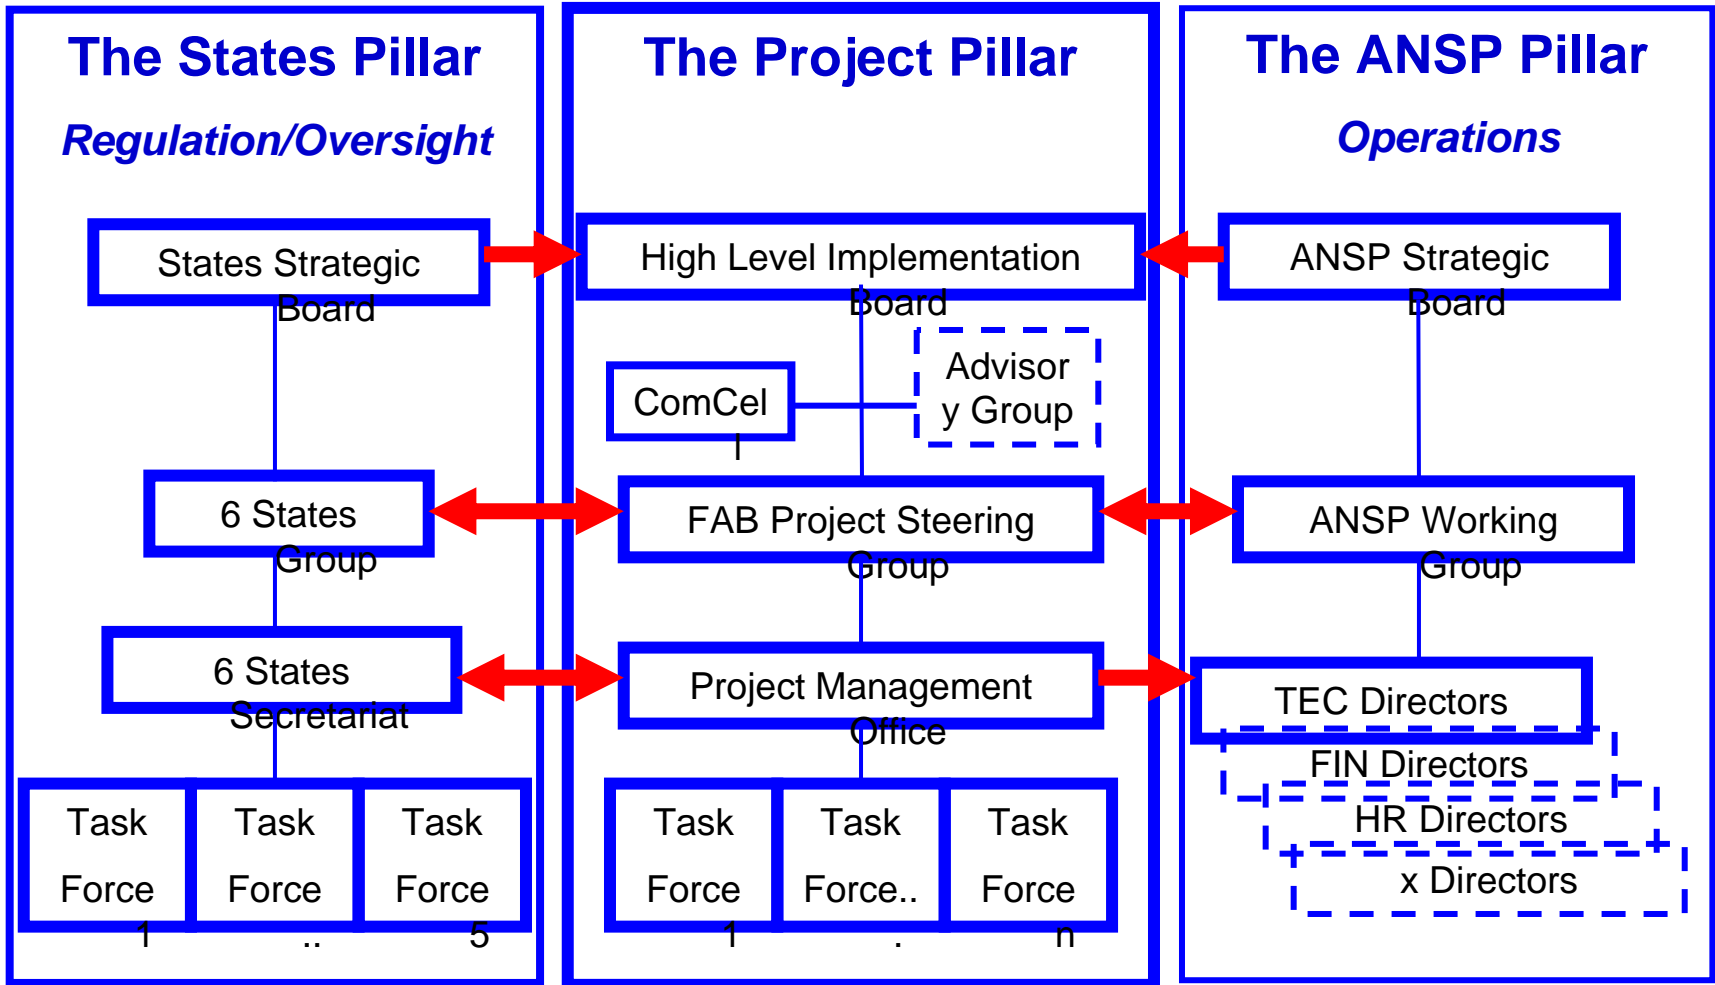 The States Pillar
Regulation/Oversight
States Strategic
Board
6 States
Group
6 States
Secretariat
Task
Force
1
Task
Force
..
Task
Force
5
The Project Pillar
High Level Implementation
Board
ComCel
l
Advisor
y Group
FAB Project Steering
Group
Project Management
Office
Task
Force
1
Task
Force..
.
Task
Force
n
The ANSP Pillar
Operations
ANSP Strategic
Board
ANSP Working
Group
TEC Directors
FIN Directors
HR Directors
x Directors